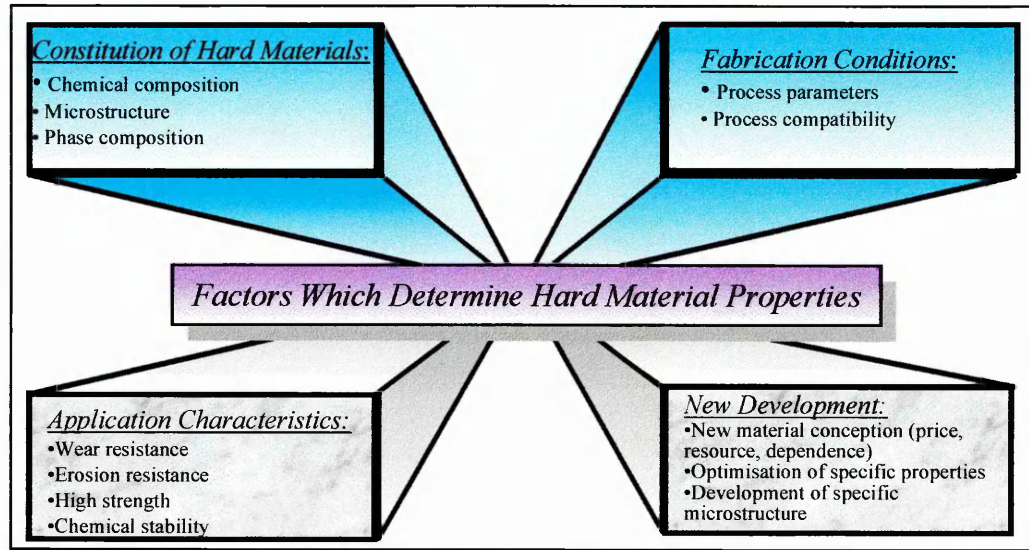 Constitution of Hard Materials:
• Chemical composition
• Microstructure
• Phase composition
Fabrication Conditions:
• Process parameters
• Process compatibility
Factors Which Determine Hard Material Properties
Application Characteristics:
•Wear resistance
•Erosion resistance
•High strength
•Chemical stability
New Development:
•New material conception (price,
resource, dependence)
•Optimisation of specific properties
•Development of specific
microstructure